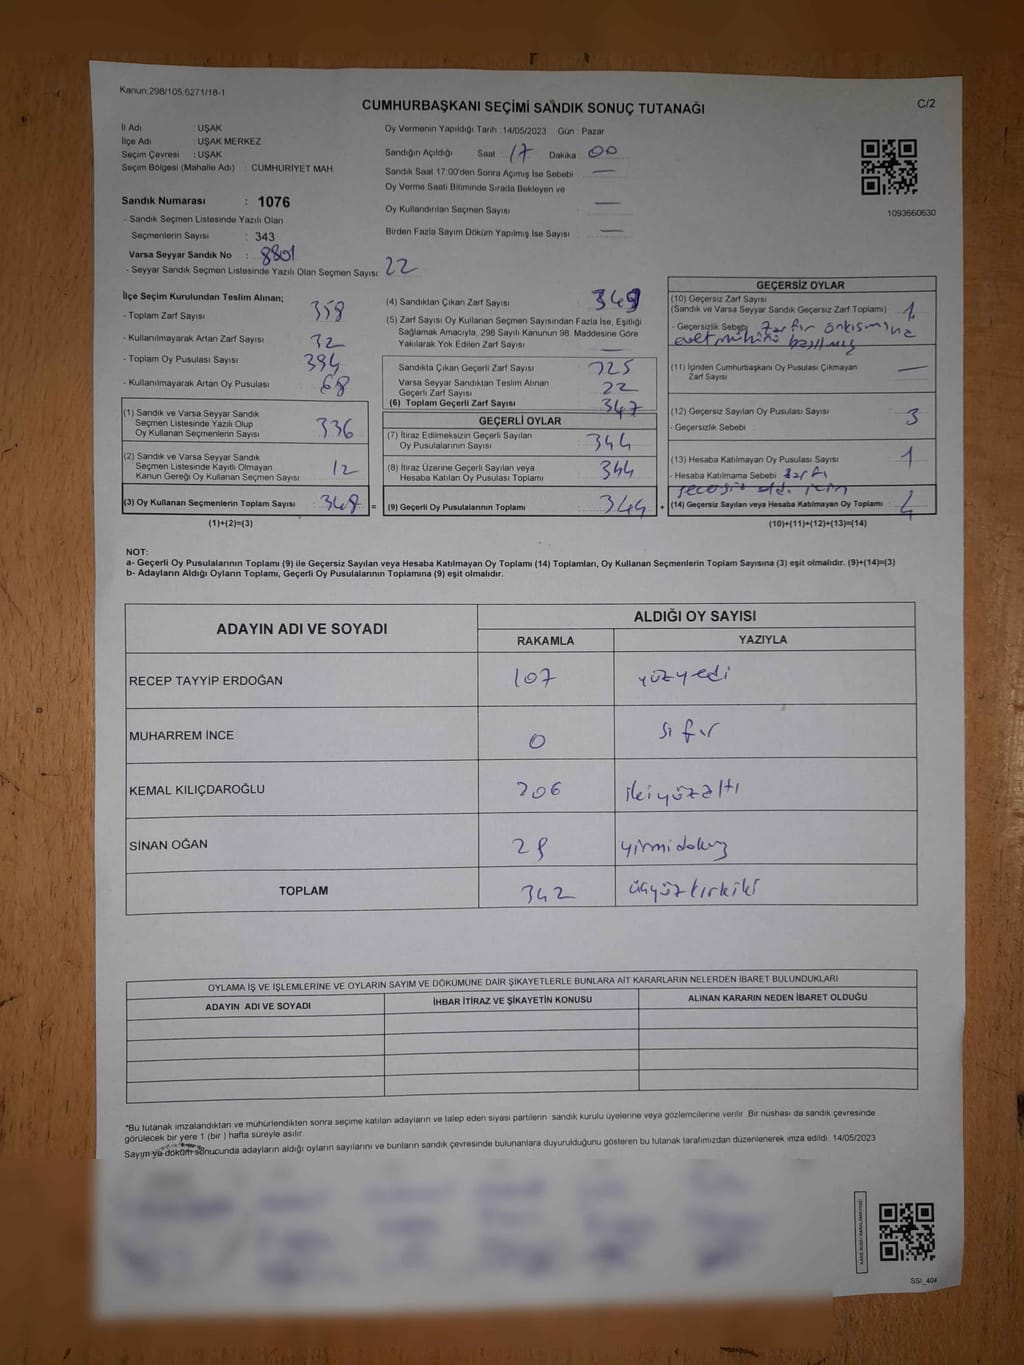 Kanun:298/105,6271/18-1
CUMHURBAŞKANI SEÇİMİ SANDIK SONUÇ TUTANAĞI
C/2
İl Adı : UŞAK
İlçe Adı : UŞAK MERKEZ
Seçim Çevresi : UŞAK
Seçim Bölgesi (Mahalle Adı) : CUMHURİYET MAH
Sandık Numarası : 1076
- Sandık Seçmen Listesinde Yazılı Olan
Seçmenlerin Sayısı : 343
Varsa Seyyar Sandık No : 8801
- Seyyar Sandık Seçmen Listesinde Yazılı Olan Seçmen Sayısı 22
Oy Vermenin Yapıldığı Tarih : 14/05/2023 Gün : Pazar
Sandığın Açıldığı Saat : 17 Dakika : 00
Sandık Saat 17:00'den Sonra Açımış İse Sebebi —
Oy Verme Saati Bitiminde Sırada Bekleyen ve
Oy Kullandırılan Seçmen Sayısı —
Birden Fazla Sayım Döküm Yapılmış İse Sayısı —
1093660630
İlçe Seçim Kurulundan Teslim Alınan;
- Toplam Zarf Sayısı 358
- Kullanılmayarak Artan Zarf Sayısı
- Toplam Oy Pusulası Sayısı
- Kullanılmayarak Artan Oy Pusulası 68
(1) Sandık ve Varsa Seyyar Sandık
Seçmen Listesinde Yazılı Olup
Oy Kullanan Seçmenlerin Sayısı 336
(2) Sandık ve Varsa Seyyar Sandık
Seçmen Listesinde Kayıtlı Olmayan
Kanun Gereği Oy Kullanan Seçmen Sayısı 12
(3) Oy Kullanan Seçmenlerin Toplam Sayısı 348 =
(1)+(2)=(3)
(4) Sandıktan Çıkan Zarf Sayısı
(5) Zarf Sayısı Oy Kullanan Seçmen Sayısından Fazla İse, Eşitliği
Sağlamak Amacıyla, 298 Sayılı Kanunun 98. Maddesine Göre
Yakılarak Yok Edilen Zarf Sayısı —
Sandıkta Çıkan Geçerli Zarf Sayısı 325
Varsa Seyyar Sandıktan Teslim Alınan
Geçerli Zarf Sayısı 22
(6) Toplam Geçerli Zarf Sayısı 347
GEÇERLİ OYLAR
(7) İtiraz Edilmeksizin Geçerli Sayılan
Oy Pusulalarının Sayısı 344
(8) İtiraz Üzerine Geçerli Sayılan veya
Hesaba Katılan Oy Pusulası Toplamı 344
(9) Geçerli Oy Pusulalarının Toplamı 344 +
GEÇERSİZ OYLAR
(10) Geçersiz Zarf Sayısı
(Sandık ve Varsa Seyyar Sandık Geçersiz Zarf Toplamı) 1
- Geçersizlik Sebebi Zarfın ön kısmına
evet mührünü basılmış
(11) İçinden Cumhurbaşkanı Oy Pusulası Çıkmayan
Zarf Sayısı —
(12) Geçersiz Sayılan Oy Pusulası Sayısı 3
- Geçersizlik Sebebi :
(13) Hesaba Katılmayan Oy Pusulası Sayısı 1
- Hesaba Katılmama Sebebi : Zarfı
geçersiz oldu için
(14) Geçersiz Sayılan veya Hesaba Katılmayan Oy Toplamı 4
(10)+(11)+(12)+(13)=(14)
NOT:
a- Geçerli Oy Pusulalarının Toplamı (9) ile Geçersiz Sayılan veya Hesaba Katılmayan Oy Toplamı (14) Toplamları, Oy Kullanan Seçmenlerin Toplam Sayısına (3) eşit olmalıdır. (9)+(14)=(3)
b- Adayların Aldığı Oyların Toplamı, Geçerli Oy Pusulalarının Toplamına (9) eşit olmalıdır.
ADAYIN ADI VE SOYADI
ALDIĞI OY SAYISI
RAKAMLA YAZIYLA
RECEP TAYYİP ERDOĞAN 107 yüzyedi
MUHARREM İNCE 0 sıfır
KEMAL KILIÇDAROĞLU 206 ikiyüzaltı
SİNAN OĞAN 29 yirmidokuz
TOPLAM 342 üçyüzkırkiki
OYLAMA İŞ VE İŞLEMLERİNE VE OYLARIN SAYIM VE DÖKÜMÜNE DAİR ŞİKAYETLERLE BUNLARA AİT KARARLARIN NELERDEN İBARET BULUNDUKLARI
ADAYIN ADI VE SOYADI İHBAR İTİRAZ VE ŞİKAYETİN KONUSU ALINAN KARARIN NEDEN İBARET OLDUĞU
*Bu tutanak imzalandıktan ve mühürlendikten sonra seçime katılan adayların ve talep eden siyasi partilerin sandık kurulu üyelerine veya gözlemcilerine verilir. Bir nüshası da sandık çevresinde
görülecek bir yere 1 (bir ) hafta süreyle asılır.
Sayım ve döküm sonucunda adayların aldığı oyların sayılarını ve bunların sandık çevresinde bulunanlara duyurulduğunu gösteren bu tutanak tarafımızdan düzenlenerek imza edildi. 14/05/2023
SSI_404